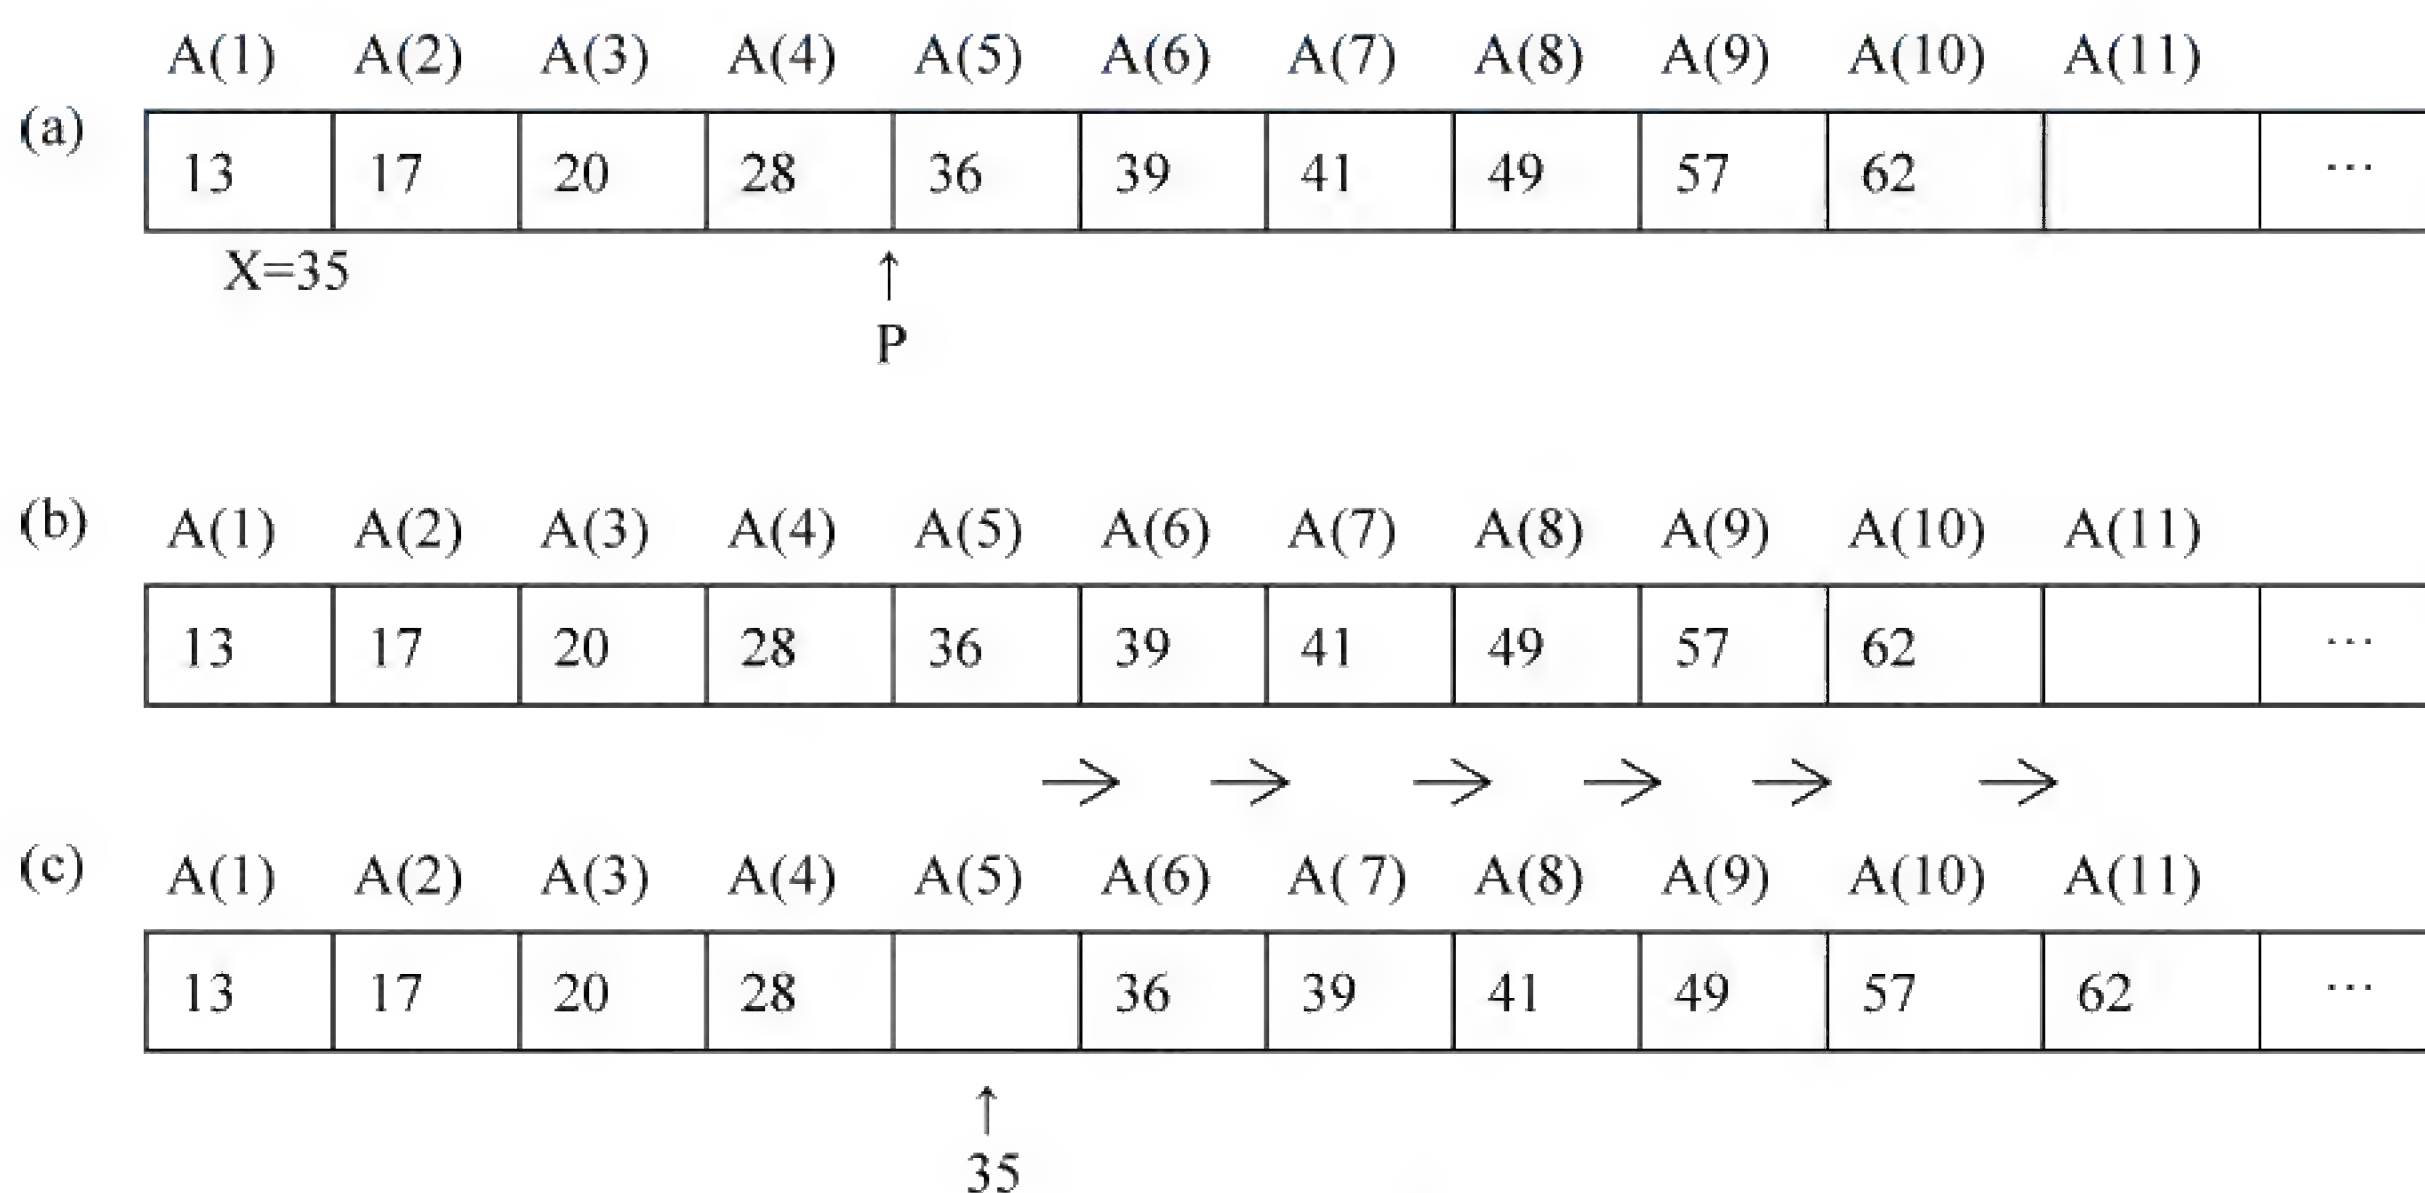 A(1) A(2) A(3) A(4) A(5) A(6) A(7) A(8) A(9) A(10) A(11)
(a)
13 17 20 28 36 39 41 49 57 62 ...
X=35
↑
P
(b) A(1) A(2) A(3) A(4) A(5) A(6) A(7) A(8) A(9) A(10) A(11)
13 17 20 28 36 39 41 49 57 62 ...
→ → → → → →
(c) A(1) A(2) A(3) A(4) A(5) A(6) A(7) A(8) A(9) A(10) A(11)
13 17 20 28 36 39 41 49 57 62 ...
↑
35